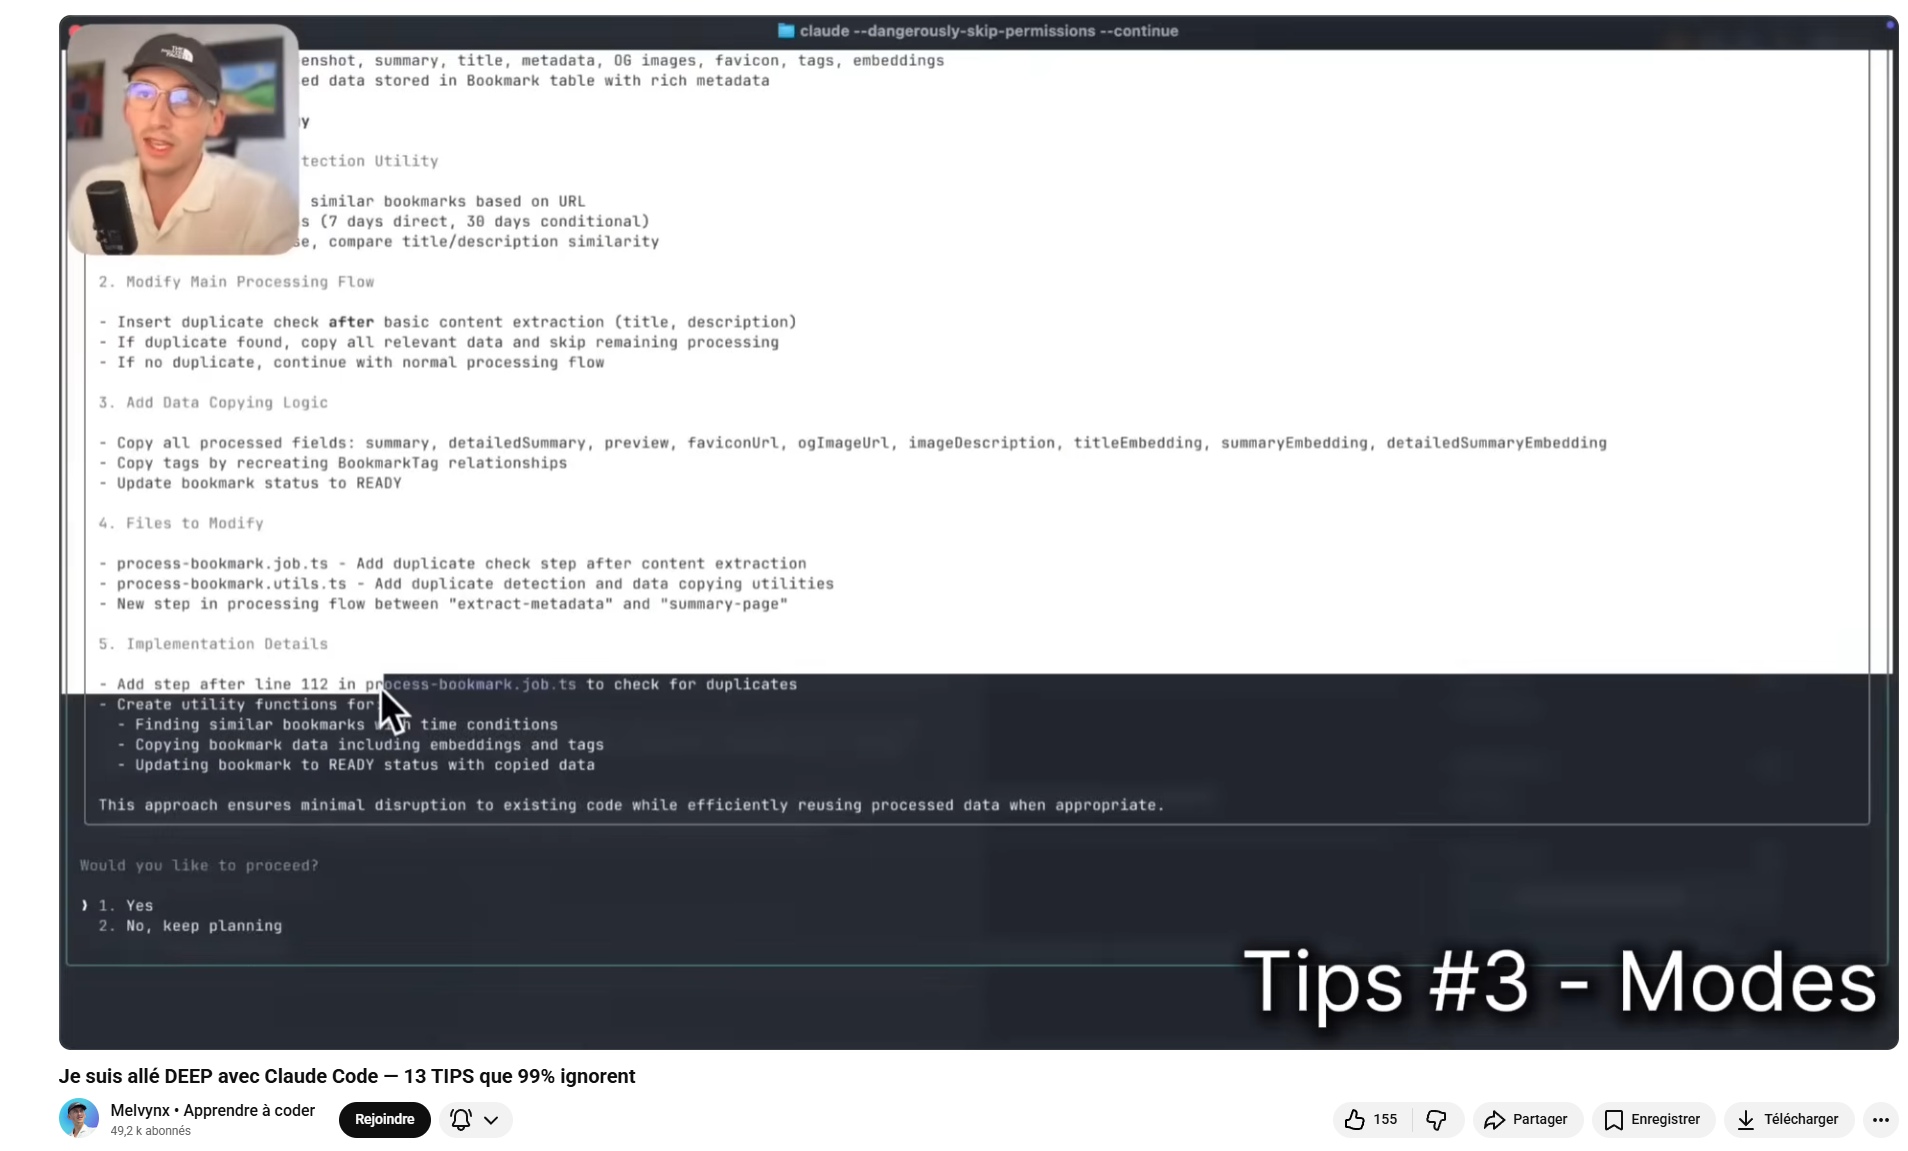 claude --dangerously-skip-permissions --continue
THE
enshot, summary, title, metadata, OG images, favicon, tags, embeddings
ed data stored in Bookmark table with rich metadata
y
tection Utility
similar bookmarks based on URL
s (7 days direct, 30 days conditional)
se, compare title/description similarity
2. Modify Main Processing Flow
- Insert duplicate check after basic content extraction (title, description)
- If duplicate found, copy all relevant data and skip remaining processing
- If no duplicate, continue with normal processing flow
3. Add Data Copying Logic
- Copy all processed fields: summary, detailedSummary, preview, faviconUrl, ogImageUrl, imageDescription, titleEmbedding, summaryEmbedding, detailedSummaryEmbedding
- Copy tags by recreating BookmarkTag relationships
- Update bookmark status to READY
4. Files to Modify
- process-bookmark.job.ts - Add duplicate check step after content extraction
- process-bookmark.utils.ts - Add duplicate detection and data copying utilities
- New step in processing flow between "extract-metadata" and "summary-page"
5. Implementation Details
- Add step after line 112 in process-bookmark.job.ts to check for duplicates
- Create utility functions for
- Finding similar bookmarks time conditions
- Copying bookmark data including embeddings and tags
- Updating bookmark to READY status with copied data
This approach ensures minimal disruption to existing code while efficiently reusing processed data when appropriate.
Would you like to proceed?
❯ 1. Yes
2. No, keep planning
Tips #3 - Modes
Je suis allé DEEP avec Claude Code — 13 TIPS que 99% ignorent
Melvynx • Apprendre à coder
49,2 k abonnés
Rejoindre
155
Partager
Enregistrer
Télécharger